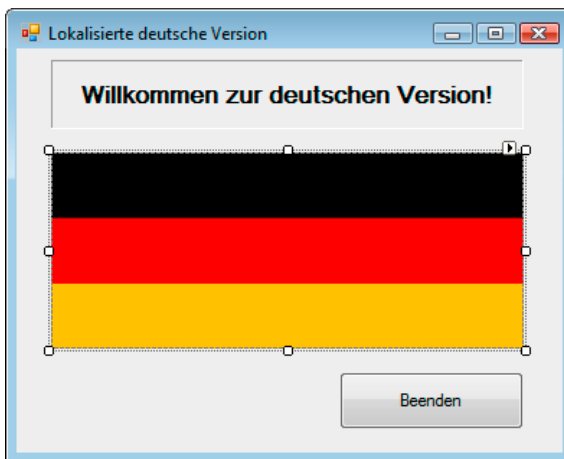 Lokalisierte deutsche Version
Willkommen zur deutschen Version!
Beenden